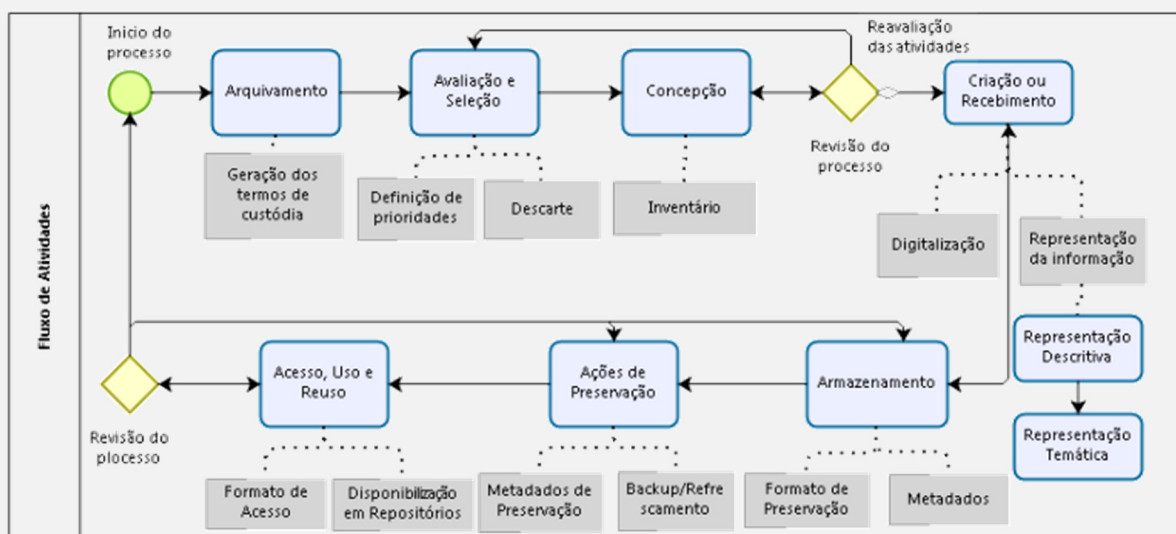 Fluxo de Atividades
Inicio do
processo
Arquivamento
Geração dos
termos de
custódia
Avaliação e
Seleção
Definição de
prioridades
Descarte
Concepção
Inventário
Reavaliação
das atividades
Revisão do
processo
Criação ou
Recebimento
Digitalização
Representação
da informação
Representação
Descritiva
Representação
Temática
Armazenamento
Formato de
Preservação
Metadados
Ações de
Preservação
Metadados de
Preservação
Backup/Refre
scamento
Acesso, Uso e
Reuso
Formato de
Acesso
Disponibilização
em Repositórios
Revisão do
plocesso